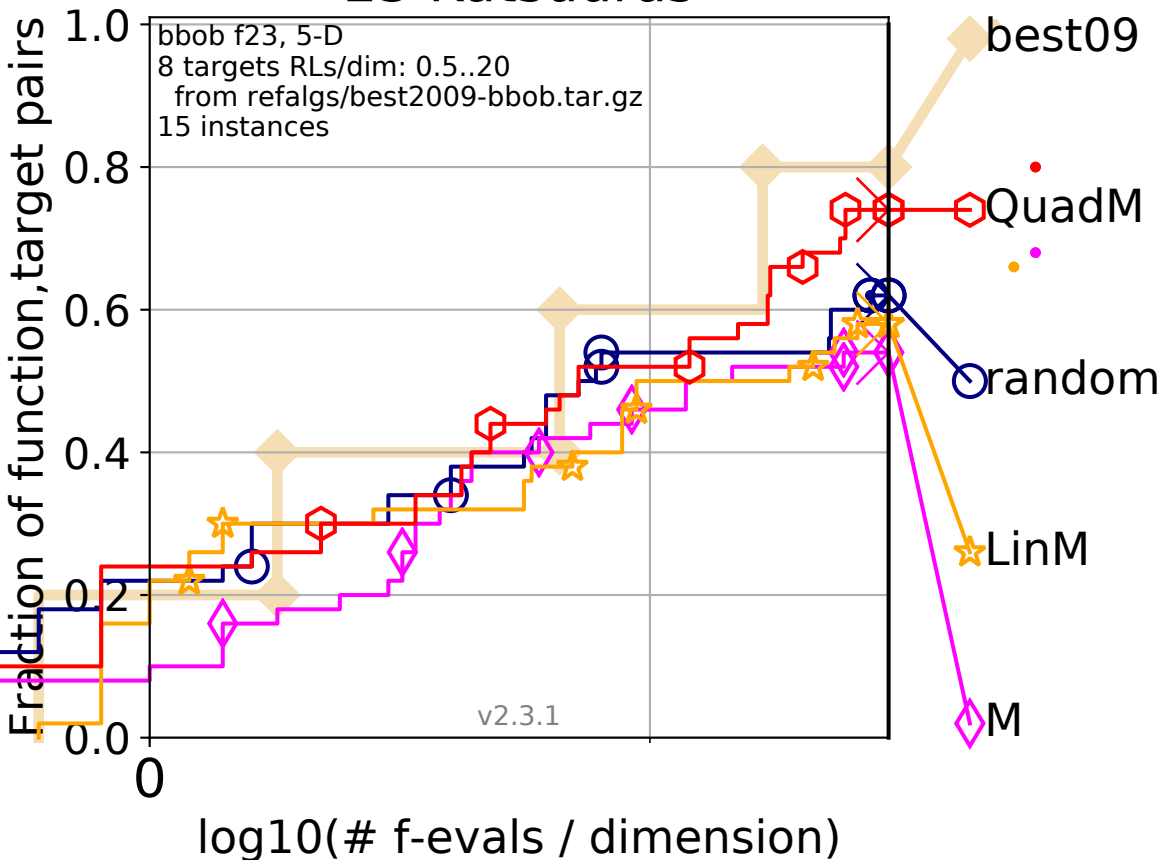 bbob f23, 5-D
8 targets RLs/dim: 0.5..20
from refalgs/best2009-bbob.tar.gz
15 instances
Fraction of function,target pairs
1.0
0.8
0.6
0.4
0.2
0.0
best09
QuadM
random
LinM
M
v2.3.1
0
log10(# f-evals / dimension)